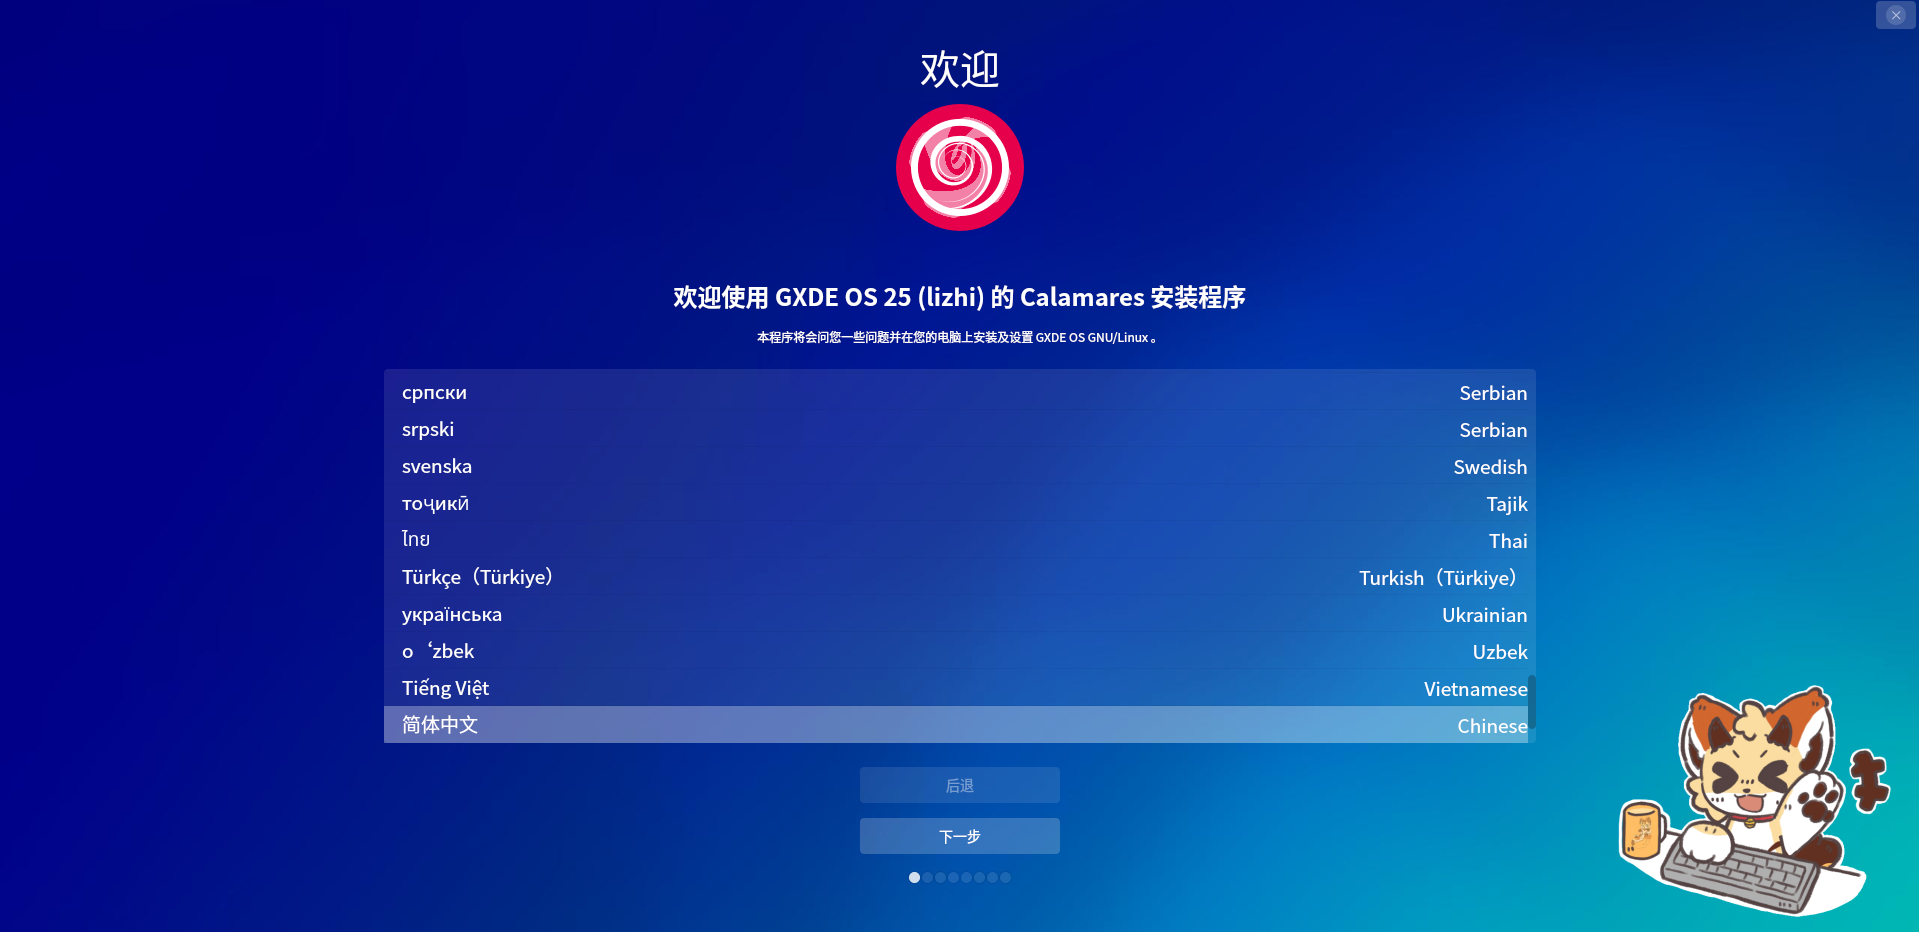 欢迎
欢迎使用 GXDE OS 25 (lizhi) 的 Calamares 安装程序
本程序将会问您一些问题并在您的电脑上安装及设置 GXDE OS GNU/Linux 。
српски Serbian
srpski Serbian
svenska Swedish
тоҷикӣ Tajik
ไทย Thai
Türkçe（Türkiye） Turkish（Türkiye）
українська Ukrainian
o‘zbek Uzbek
Tiếng Việt Vietnamese
简体中文 Chinese
后退
下一步